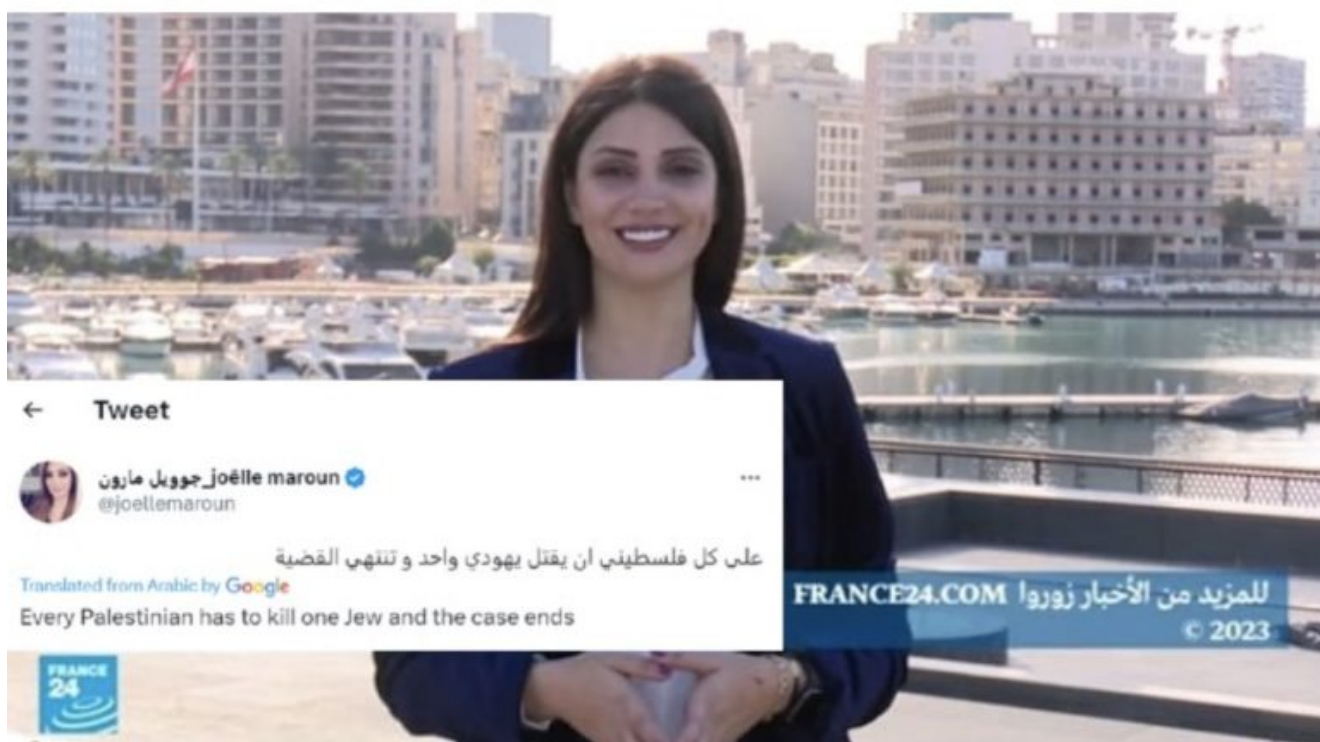 ← Tweet
جوويل مارون_joëlle maroun
@joellemaroun
على كل فلسطيني ان يقتل يهودي واحد و تنتهي القضية
Translated from Arabic by Google
Every Palestinian has to kill one Jew and the case ends
للمزيد من الأخبار زوروا FRANCE24.COM
© 2023
FRANCE
24